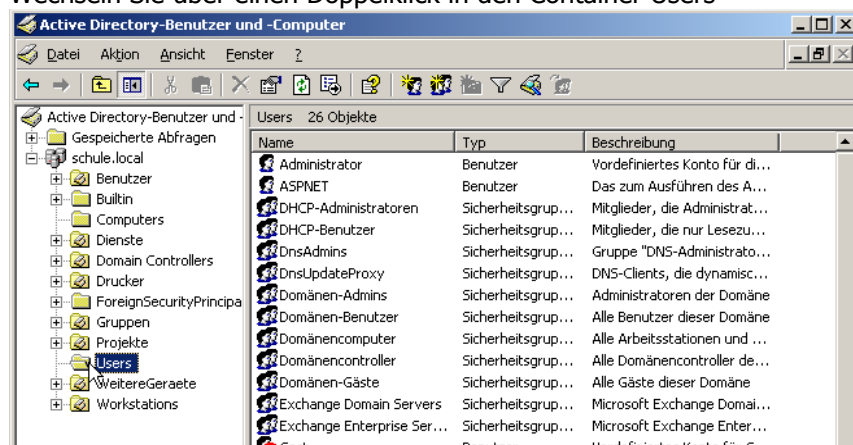 Wechseln Sie über einen Doppelklick in den Container Users
Active Directory-Benutzer und -Computer
Datei Aktion Ansicht Fenster ?
Active Directory-Benutzer und -
Gespeicherte Abfragen
schule.local
Benutzer
Builtin
Computers
Dienste
Domain Controllers
Drucker
ForeignSecurityPrincipa
Gruppen
Projekte
Users
WeitereGeraete
Workstations
Users 26 Objekte
Name Typ Beschreibung
Administrator Benutzer Vordefiniertes Konto für di...
ASPNET Benutzer Das zum Ausführen des A...
DHCP-Administratoren Sicherheitsgrup... Mitglieder, die Administrat...
DHCP-Benutzer Sicherheitsgrup... Mitglieder, die nur Lesezu...
DnsAdmins Sicherheitsgrup... Gruppe "DNS-Administrato...
DnsUpdateProxy Sicherheitsgrup... DNS-Clients, die dynamisc...
Domänen-Admins Sicherheitsgrup... Administratoren der Domäne
Domänen-Benutzer Sicherheitsgrup... Alle Benutzer dieser Domäne
Domänencomputer Sicherheitsgrup... Alle Arbeitsstationen und ...
Domänencontroller Sicherheitsgrup... Alle Domänencontroller de...
Domänen-Gäste Sicherheitsgrup... Alle Gäste dieser Domäne
Exchange Domain Servers Sicherheitsgrup... Microsoft Exchange Domai...
Exchange Enterprise Ser... Sicherheitsgrup... Microsoft Exchange Enter...